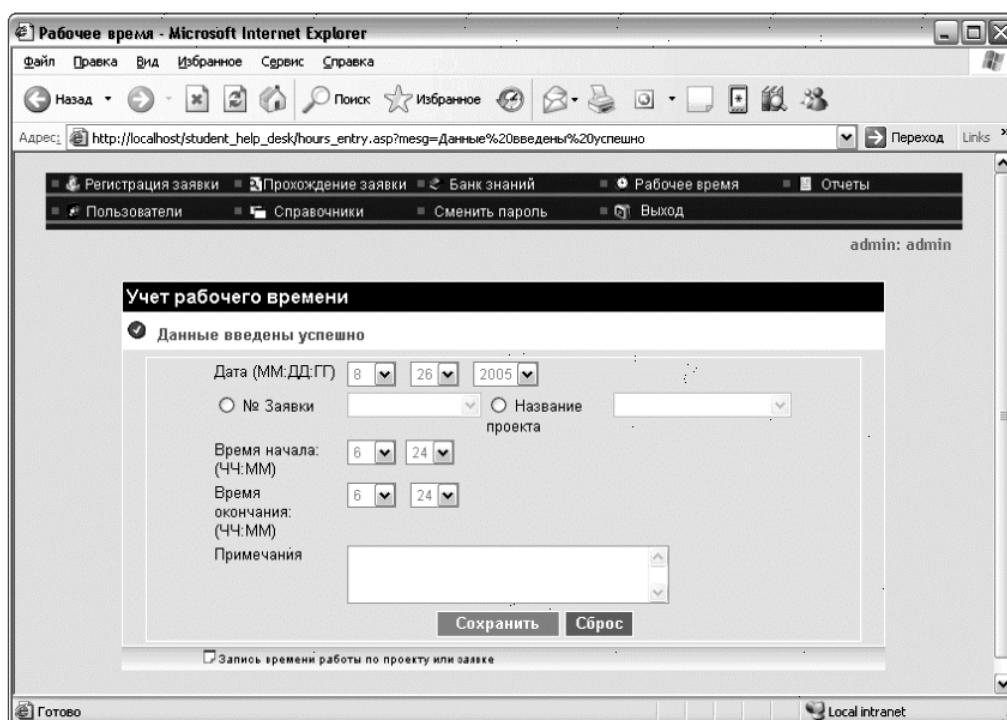 Рабочее время - Microsoft Internet Explorer
Файл Правка Вид Избранное Сервис Справка
Назад Поиск Избранное
Адрес: http://localhost/student_help_desk/hours_entry.asp?mesg=Данные%20введены%20успешно Переход Links »
Регистрация заявки Прохождение заявки Банк знаний Рабочее время Отчеты
Пользователи Справочники Сменить пароль Выход
admin: admin
Учет рабочего времени
Данные введены успешно
Дата (ММ:ДД:ГГ) 8 26 2005
№ Заявки Название
проекта
Время начала: 6 24
(ЧЧ:ММ)
Время 6 24
окончания:
(ЧЧ:ММ)
Примечания
Сохранить Сброс
Запись времени работы по проекту или заявке
Готово Local intranet